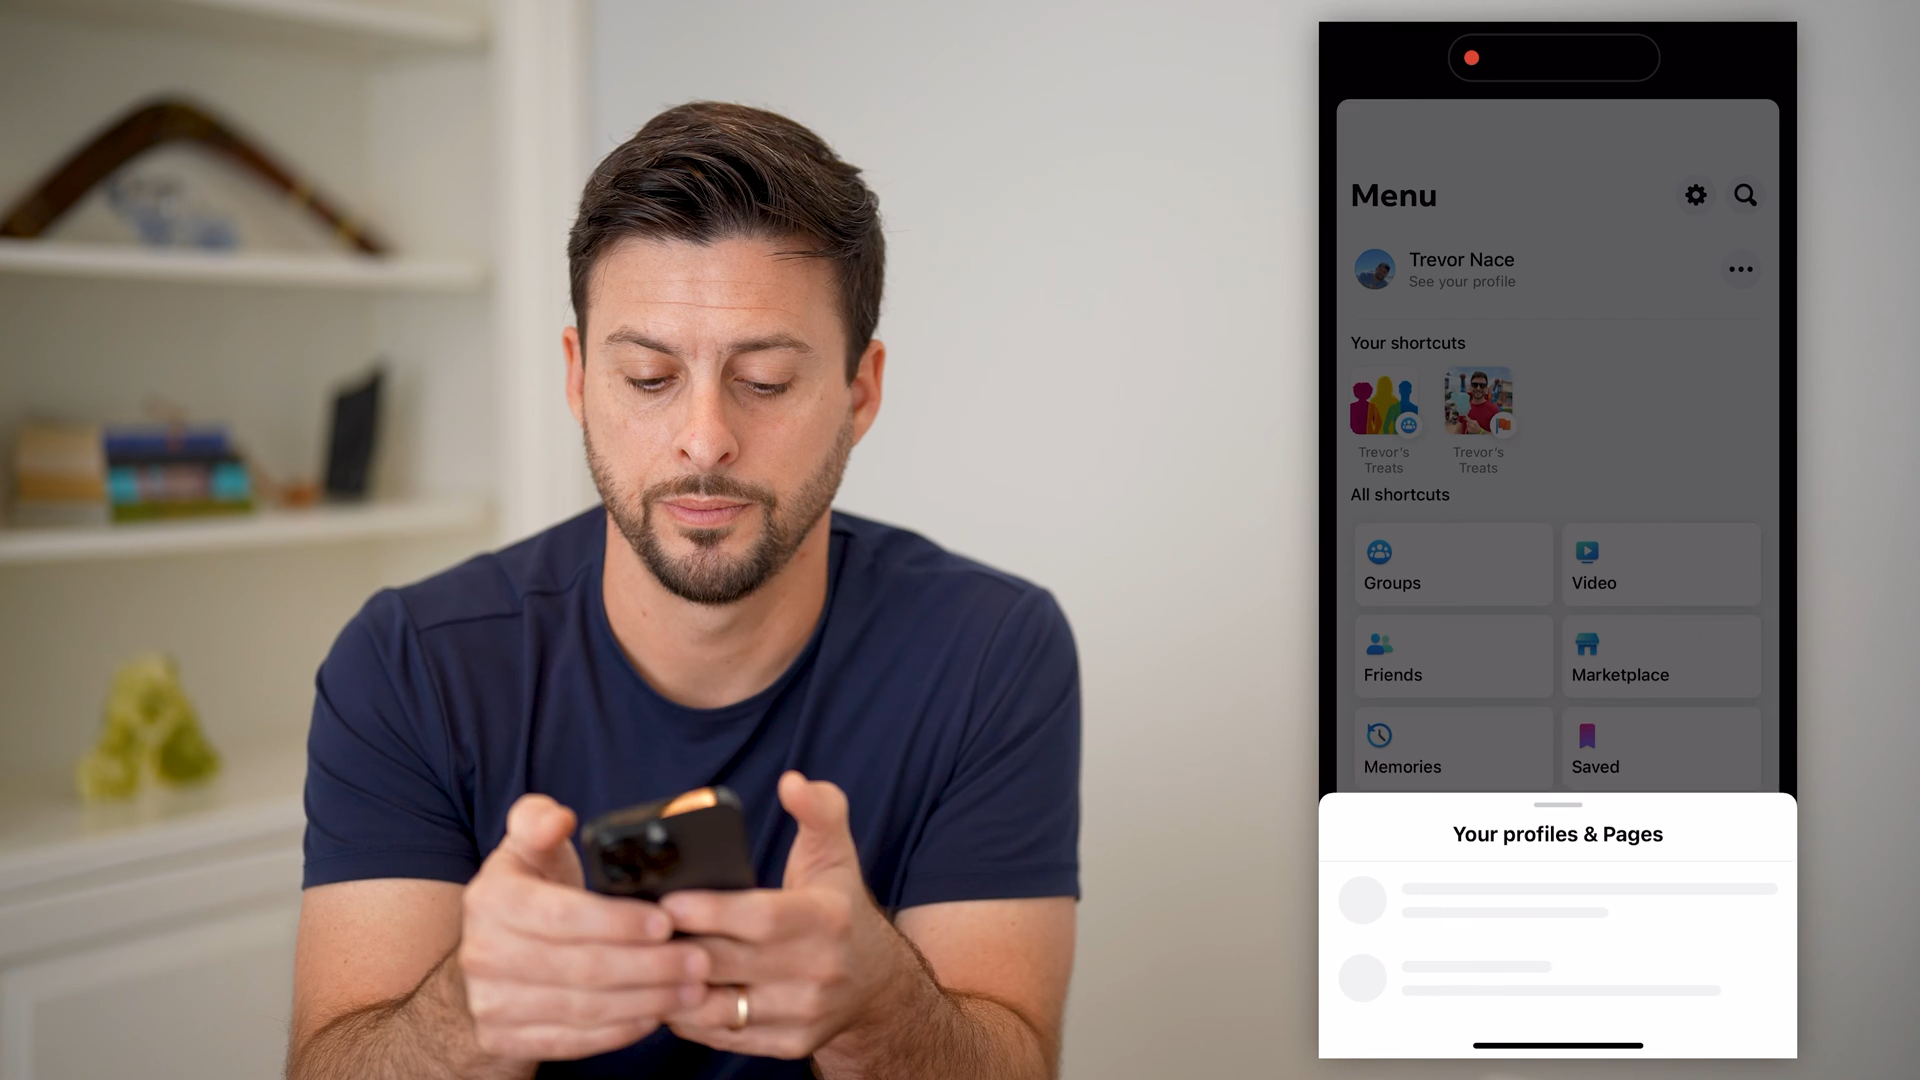 Menu
Trevor Nace
See your profile
Your shortcuts
Trevor's
Treats
Trevor's
Treats
All shortcuts
Groups
Video
Friends
Marketplace
Memories
Saved
Your profiles & Pages